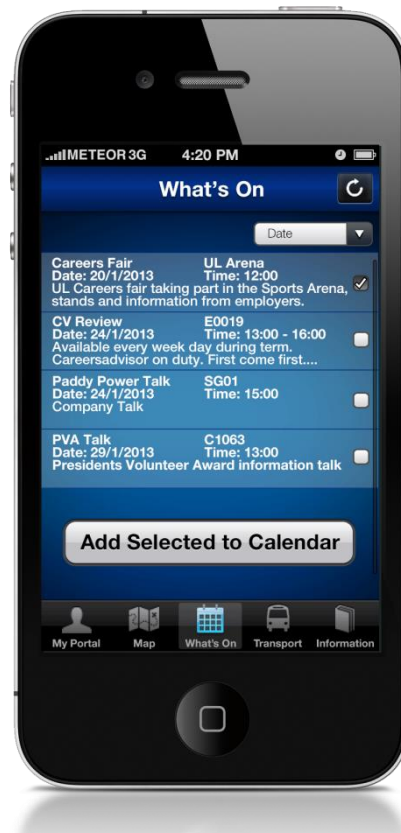 METEOR 3G 4:20 PM
What's On
Date
Careers Fair UL Arena
Date: 20/1/2013 Time: 12:00
UL Careers fair taking part in the Sports Arena,
stands and information from employers.
CV Review E0019
Date: 24/1/2013 Time: 13:00 - 16:00
Available every week day during term.
Careersadvisor on duty. First come first....
Paddy Power Talk SG01
Date: 24/1/2013 Time: 15:00
Company Talk
PVA Talk C1063
Date: 29/1/2013 Time: 13:00
Presidents Volunteer Award information talk
Add Selected to Calendar
My Portal Map What's On Transport Information